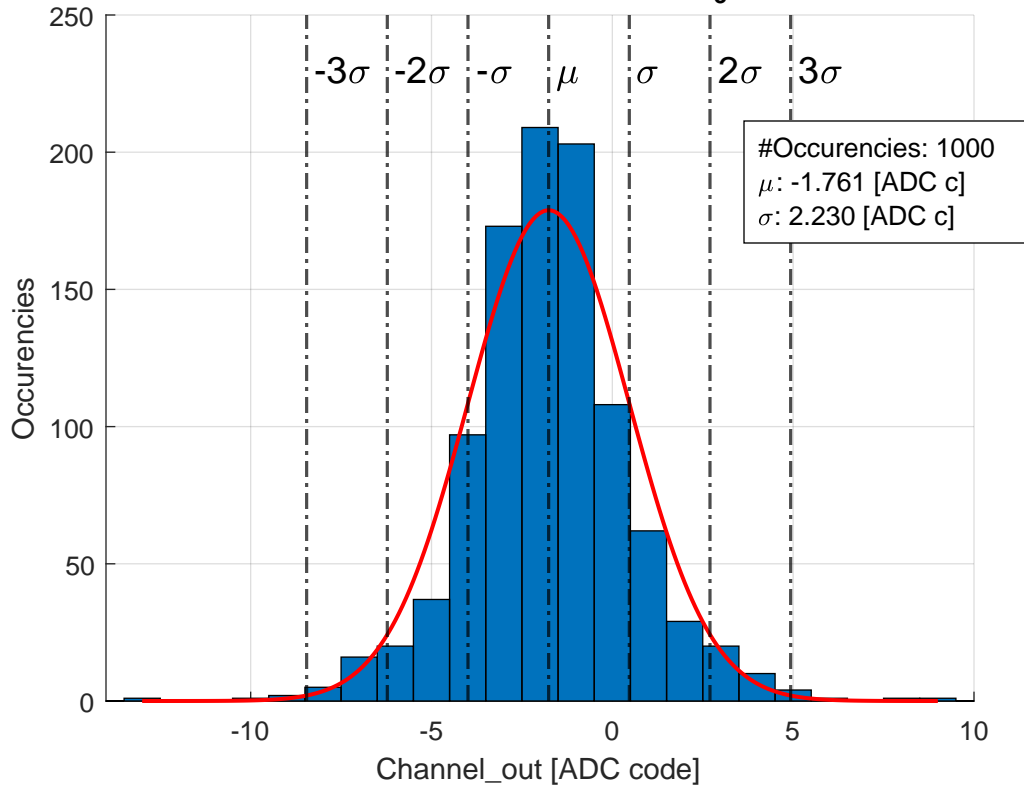 250
-3σ
-2σ
-σ
μ
σ
2σ
3σ
#Occurencies: 1000
μ: -1.761 [ADC c]
σ: 2.230 [ADC c]
200
150
100
50
0
Occurencies
-10
-5
0
5
10
Channel_out [ADC code]